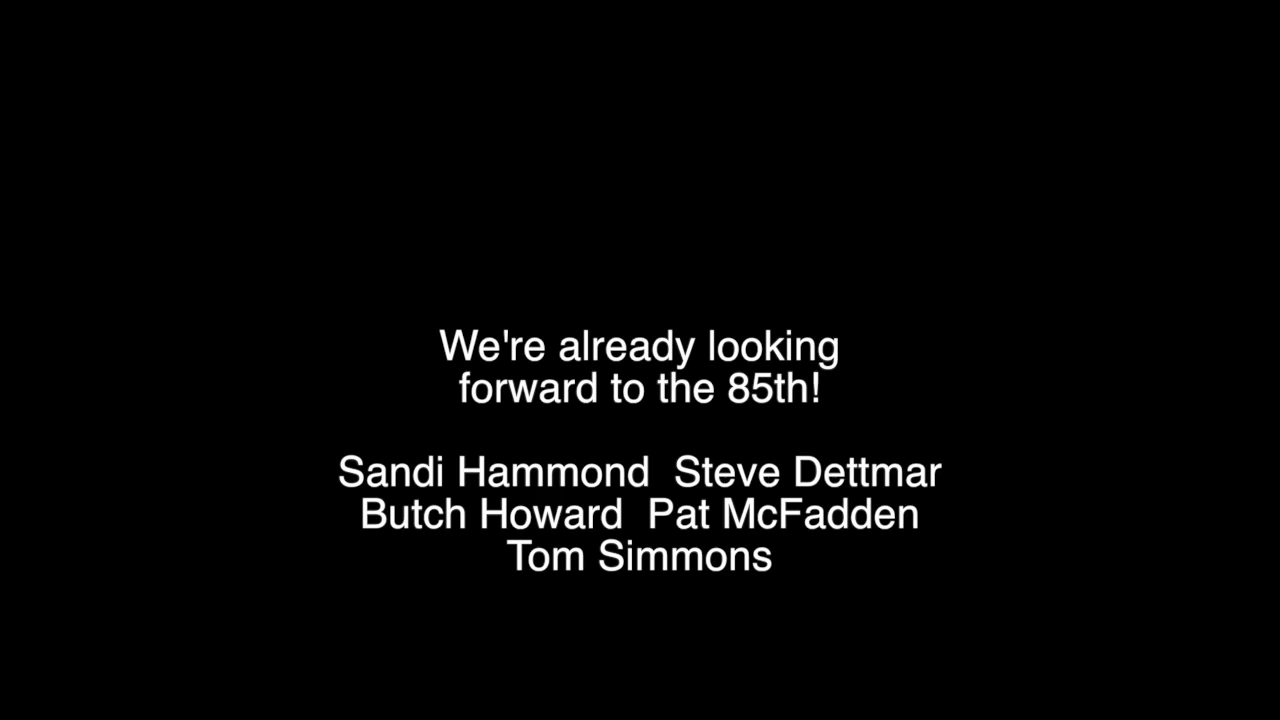 We're already looking
forward to the 85th!
Sandi Hammond  Steve Dettmar
Butch Howard  Pat McFadden
Tom Simmons